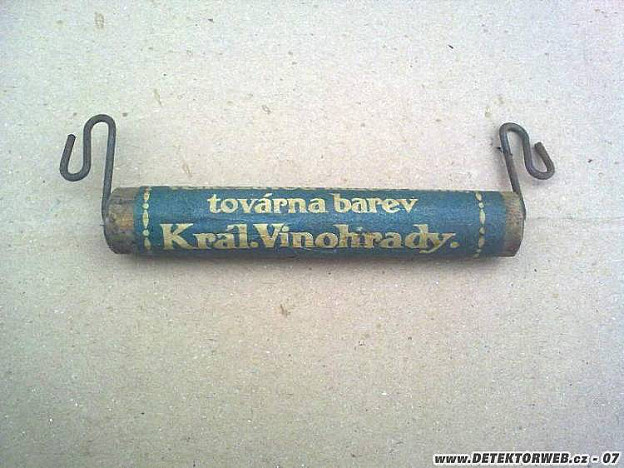 továrna barev
Král.Vinohrady.
www.DETEKTORWEB.cz - 07